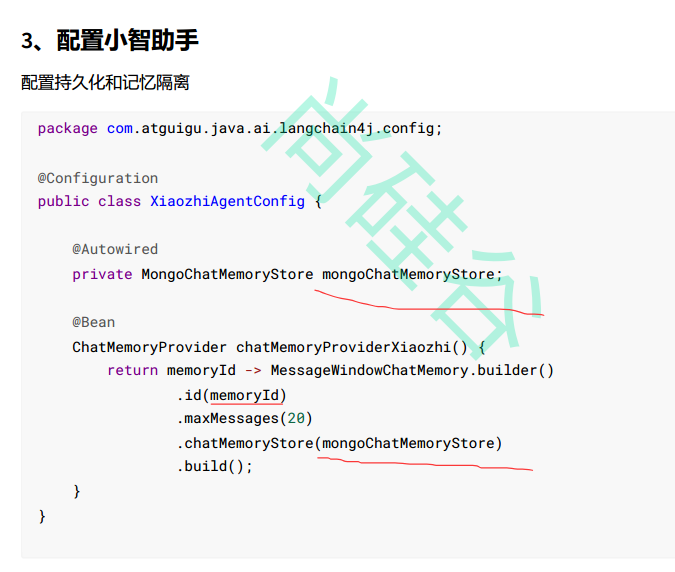 3、配置小智助手
配置持久化和记忆隔离
package com.atguigu.java.ai.langchain4j.config;
@Configuration
public class XiaozhiAgentConfig {
@Autowired
private MongoChatMemoryStore mongoChatMemoryStore;
@Bean
ChatMemoryProvider chatMemoryProviderXiaozhi() {
return memoryId -> MessageWindowChatMemory.builder()
.id(memoryId)
.maxMessages(20)
.chatMemoryStore(mongoChatMemoryStore)
.build();
}
}
尚硅谷